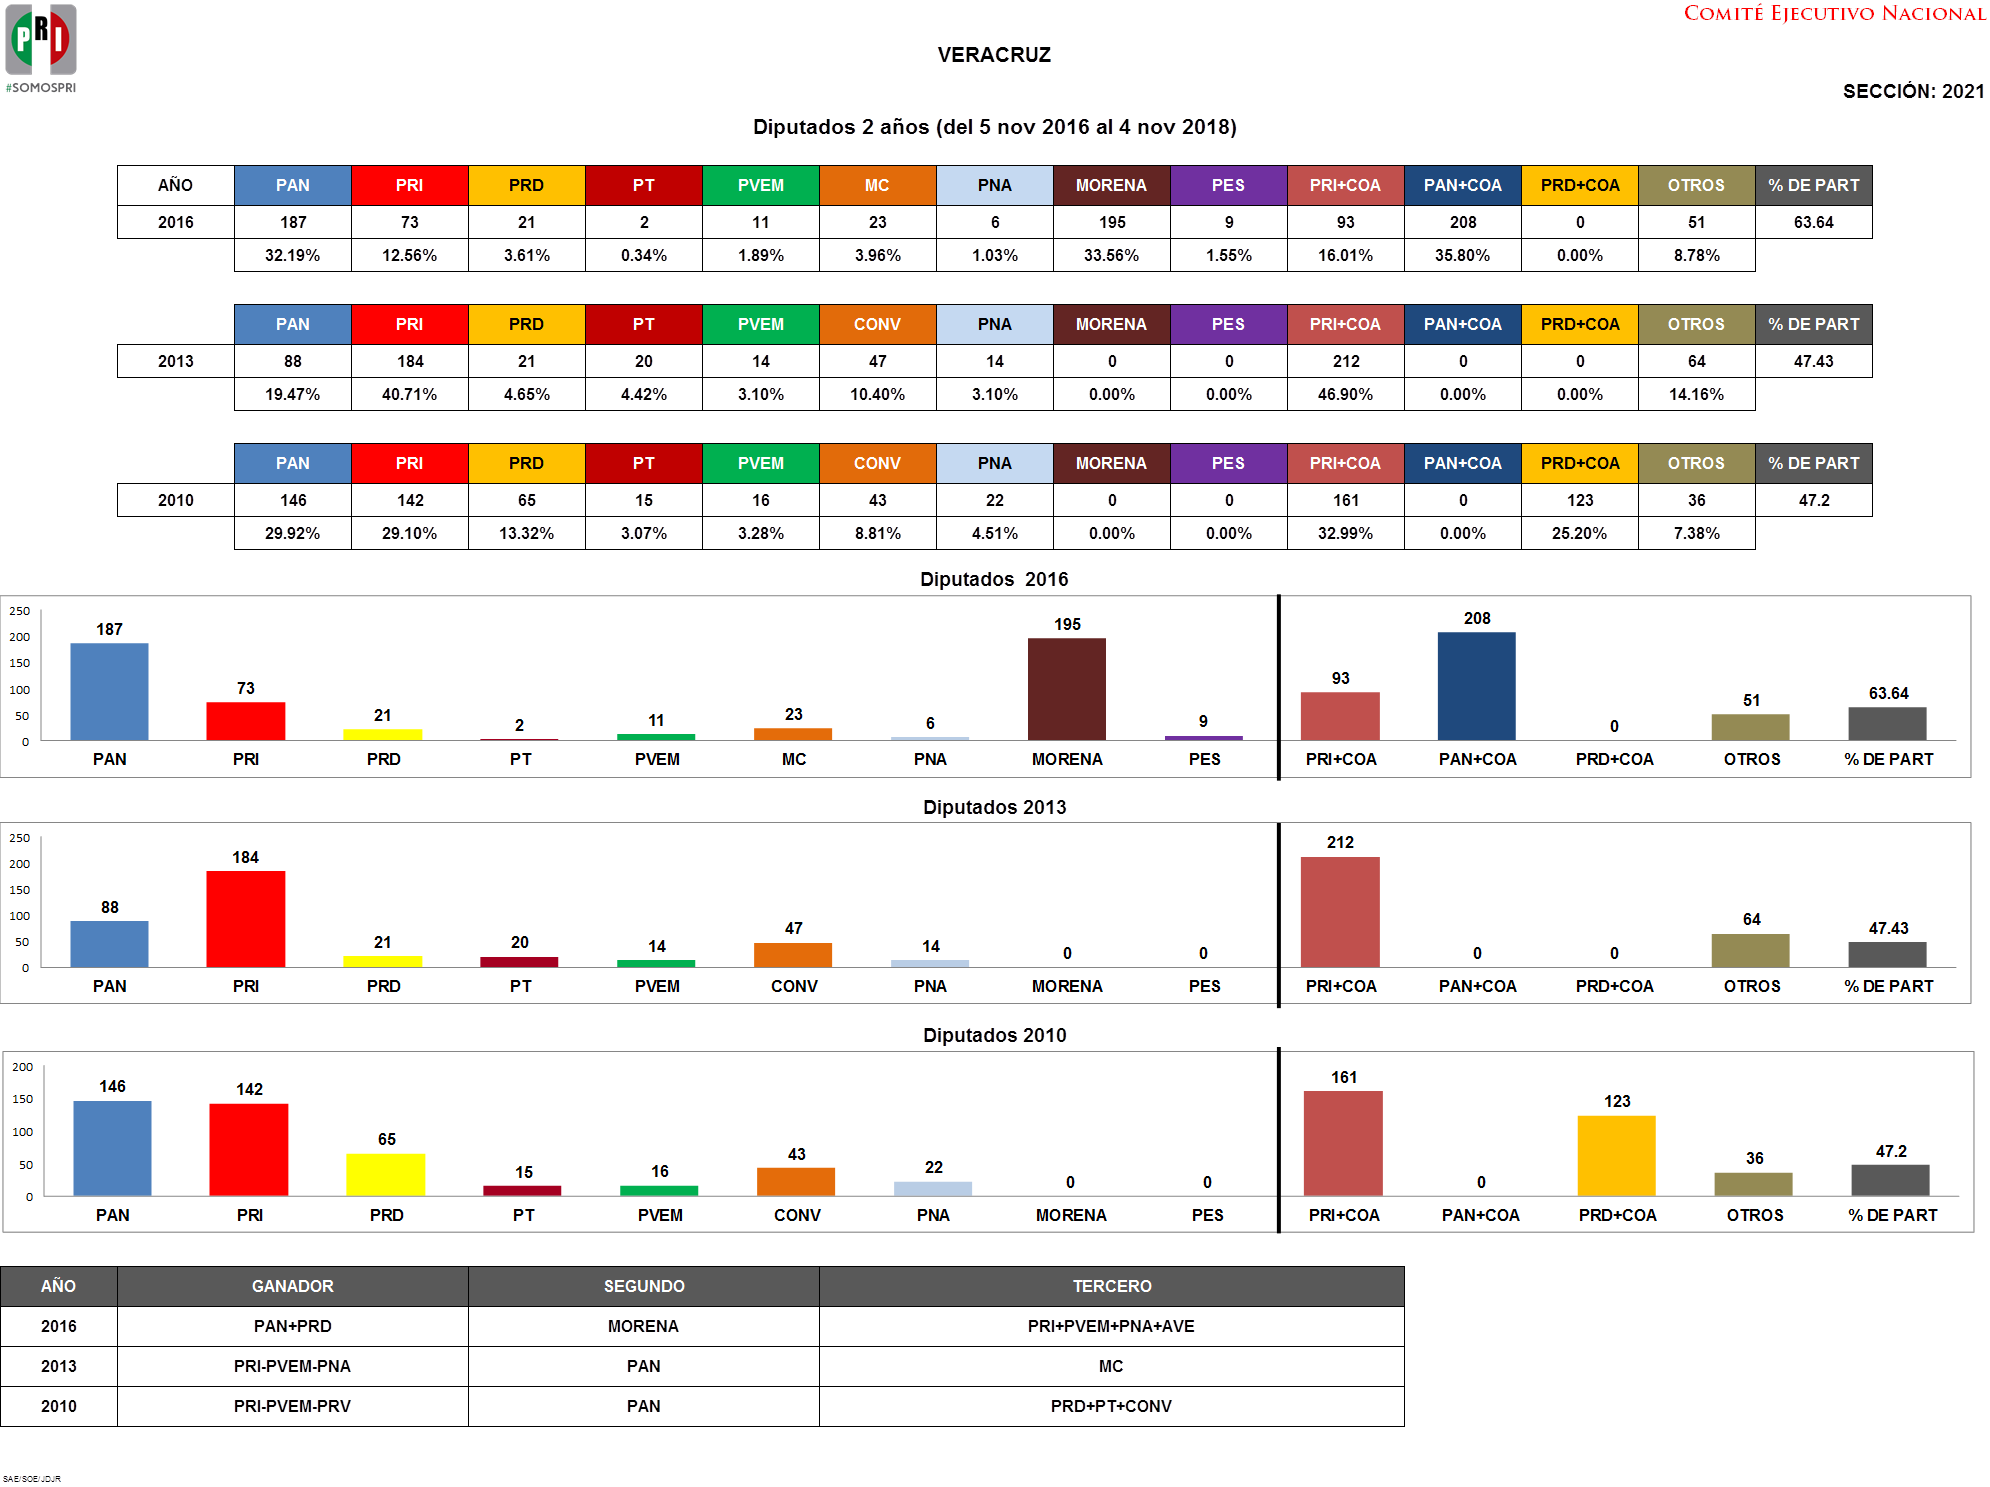 PRI
#SOMOSPRI
COMITÉ EJECUTIVO NACIONAL
VERACRUZ
SECCIÓN: 2021
Diputados 2 años (del 5 nov 2016 al 4 nov 2018)
AÑO PAN PRI PRD PT PVEM MC PNA MORENA PES PRI+COA PAN+COA PRD+COA OTROS % DE PART
2016 187 73 21 2 11 23 6 195 9 93 208 0 51 63.64
32.19% 12.56% 3.61% 0.34% 1.89% 3.96% 1.03% 33.56% 1.55% 16.01% 35.80% 0.00% 8.78%
PAN PRI PRD PT PVEM CONV PNA MORENA PES PRI+COA PAN+COA PRD+COA OTROS % DE PART
2013 88 184 21 20 14 47 14 0 0 212 0 0 64 47.43
19.47% 40.71% 4.65% 4.42% 3.10% 10.40% 3.10% 0.00% 0.00% 46.90% 0.00% 0.00% 14.16%
PAN PRI PRD PT PVEM CONV PNA MORENA PES PRI+COA PAN+COA PRD+COA OTROS % DE PART
2010 146 142 65 15 16 43 22 0 0 161 0 123 36 47.2
29.92% 29.10% 13.32% 3.07% 3.28% 8.81% 4.51% 0.00% 0.00% 32.99% 0.00% 25.20% 7.38%
Diputados 2016
250
200
150
100
50
0
187 73 21 2 11 23 6 195 9 93 208 0 51 63.64
PAN PRI PRD PT PVEM MC PNA MORENA PES PRI+COA PAN+COA PRD+COA OTROS % DE PART
Diputados 2013
250
200
150
100
50
0
88 184 21 20 14 47 14 0 0 212 0 0 64 47.43
PAN PRI PRD PT PVEM CONV PNA MORENA PES PRI+COA PAN+COA PRD+COA OTROS % DE PART
Diputados 2010
200
150
100
50
0
146 142 65 15 16 43 22 0 0 161 0 123 36 47.2
PAN PRI PRD PT PVEM CONV PNA MORENA PES PRI+COA PAN+COA PRD+COA OTROS % DE PART
AÑO GANADOR SEGUNDO TERCERO
2016 PAN+PRD MORENA PRI+PVEM+PNA+AVE
2013 PRI-PVEM-PNA PAN MC
2010 PRI-PVEM-PRV PAN PRD+PT+CONV
SAE/SOE/JDJR